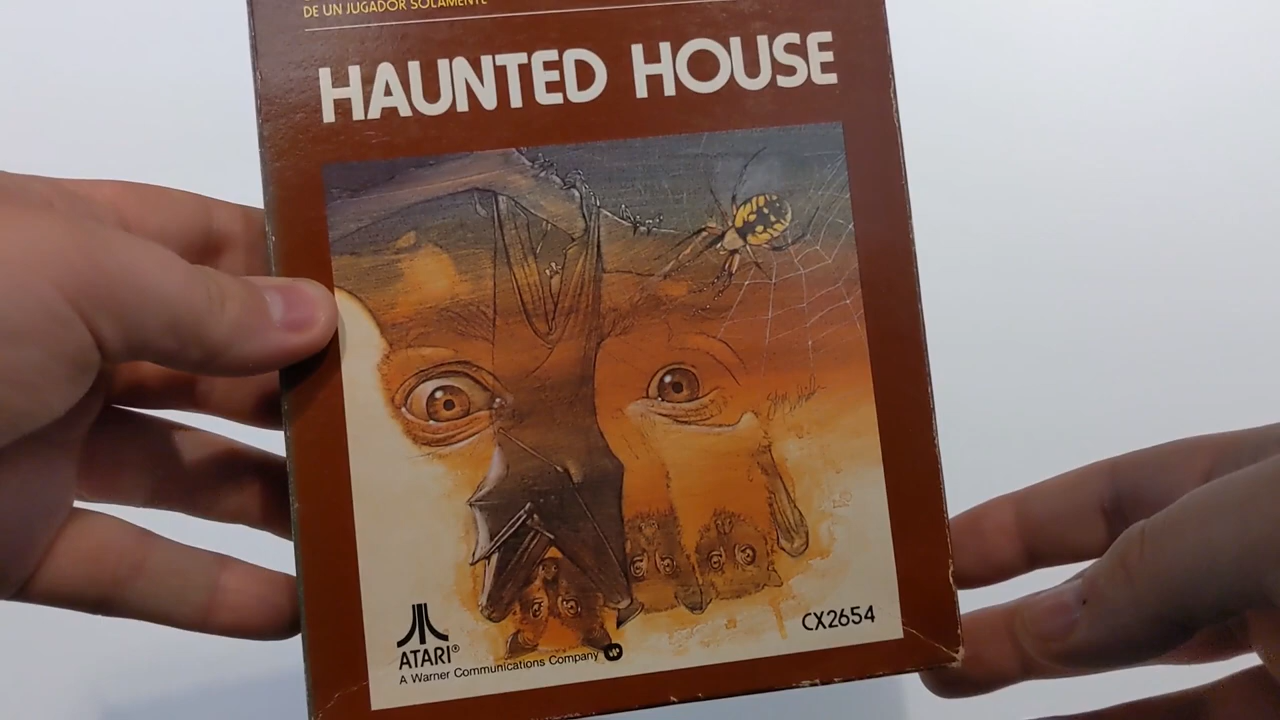 DE UN JUGADOR SOLAMENTE
HAUNTED HOUSE
CX2654
ATARI®
A Warner Communications Company